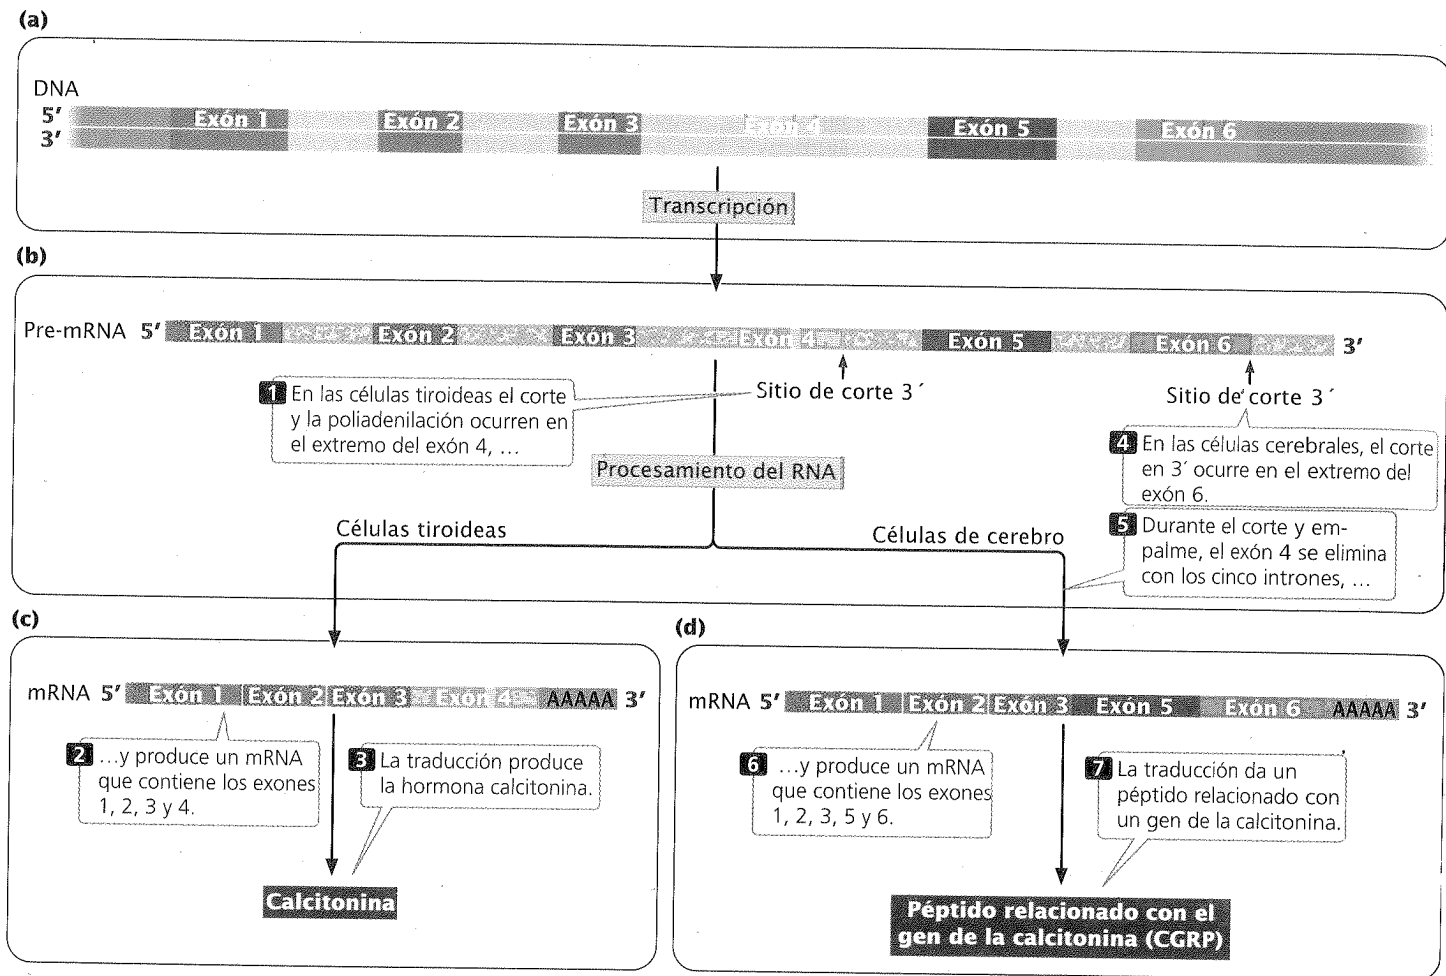 (a)
DNA
5′ Exón 1 Exón 2 Exón 3 Exón 4 Exón 5 Exón 6
3′
Transcripción
(b)
Pre-mRNA 5′ Exón 1 Exón 2 Exón 3 Exón 4 Exón 5 Exón 6 3′
Sitio de corte 3´
Sitio de corte 3´
1 En las células tiroideas el corte
y la poliadenilación ocurren en
el extremo del exón 4, ...
4 En las células cerebrales, el corte
en 3´ ocurre en el extremo del
exón 6.
Procesamiento del RNA
5 Durante el corte y em-
palme, el exón 4 se elimina
con los cinco intrones, ...
Células tiroideas
Células de cerebro
(c)
mRNA 5′ Exón 1 Exón 2 Exón 3 Exón 4 AAAAA 3′
2 ...y produce un mRNA
que contiene los exones
1, 2, 3 y 4.
3 La traducción produce
la hormona calcitonina.
Calcitonina
(d)
mRNA 5′ Exón 1 Exón 2 Exón 3 Exón 5 Exón 6 AAAAA 3′
6 ...y produce un mRNA
que contiene los exones
1, 2, 3, 5 y 6.
7 La traducción da un
péptido relacionado con
un gen de la calcitonina.
Péptido relacionado con el
gen de la calcitonina (CGRP)